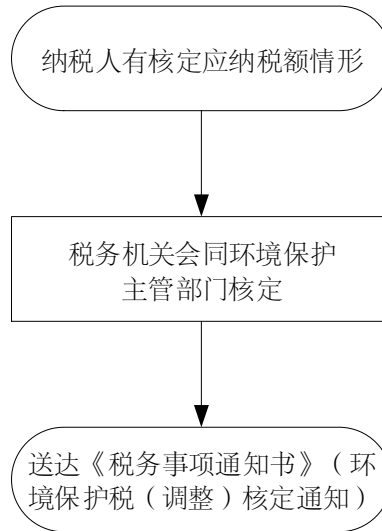 纳税人有核定应纳税额情形
税务机关会同环境保护
主管部门核定
送达《税务事项通知书》（环
境保护税（调整）核定通知）